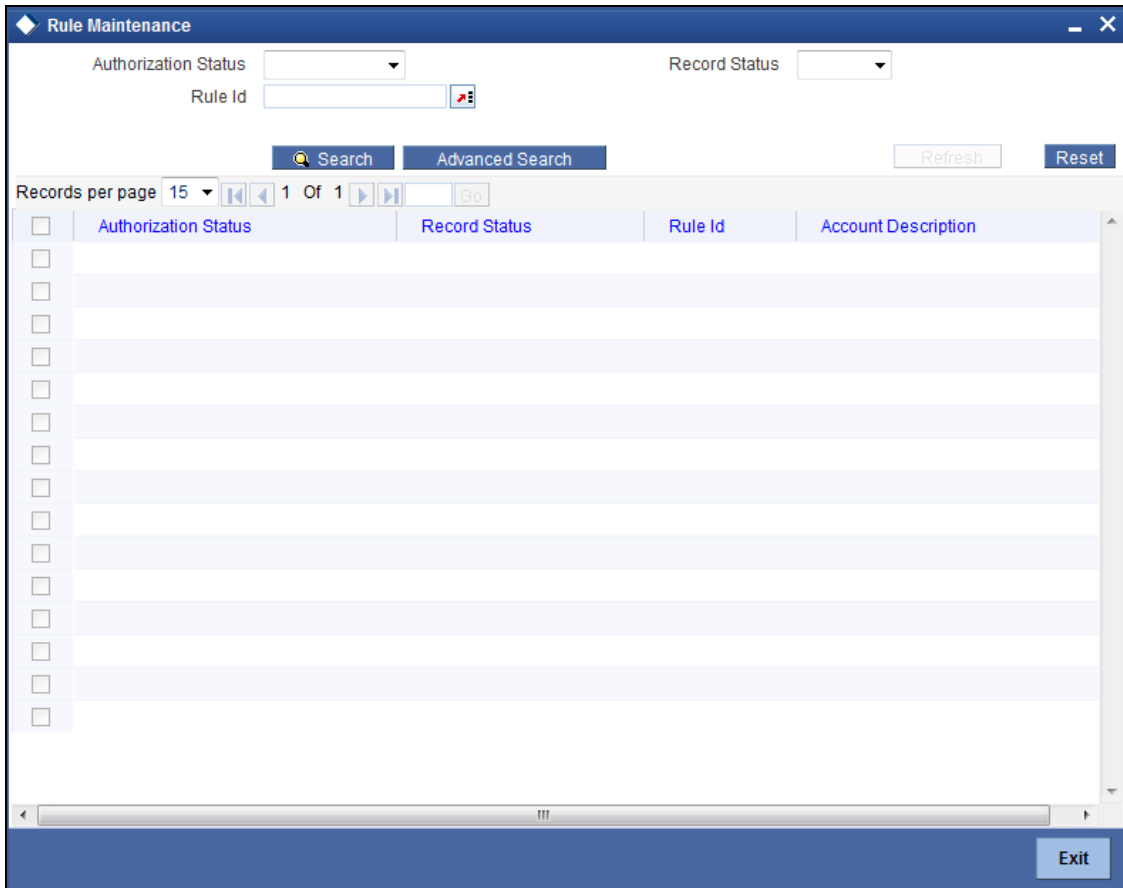 Rule Maintenance
Authorization Status Record Status
Rule Id
Search Advanced Search Refresh Reset
Records per page 15 1 Of 1 Go
Authorization Status Record Status Rule Id Account Description
Exit